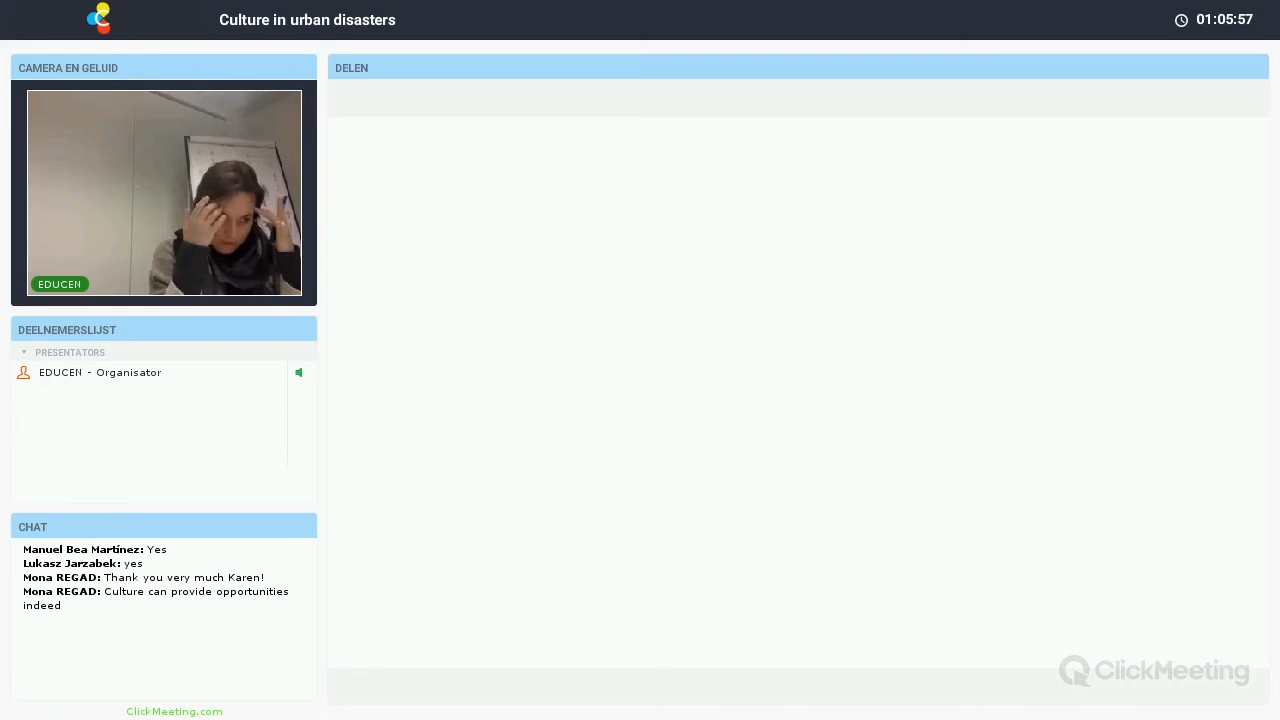 Culture in urban disasters
01:05:57
CAMERA EN GELUID
EDUCEN
DEELNEMERSLIJST
PRESENTATORS
EDUCEN - Organisator
CHAT
Manuel Bea Martínez: Yes
Lukasz Jarzabek: yes
Mona REGAD: Thank you very much Karen!
Mona REGAD: Culture can provide opportunities
indeed
ClickMeeting.com
DELEN
ClickMeeting